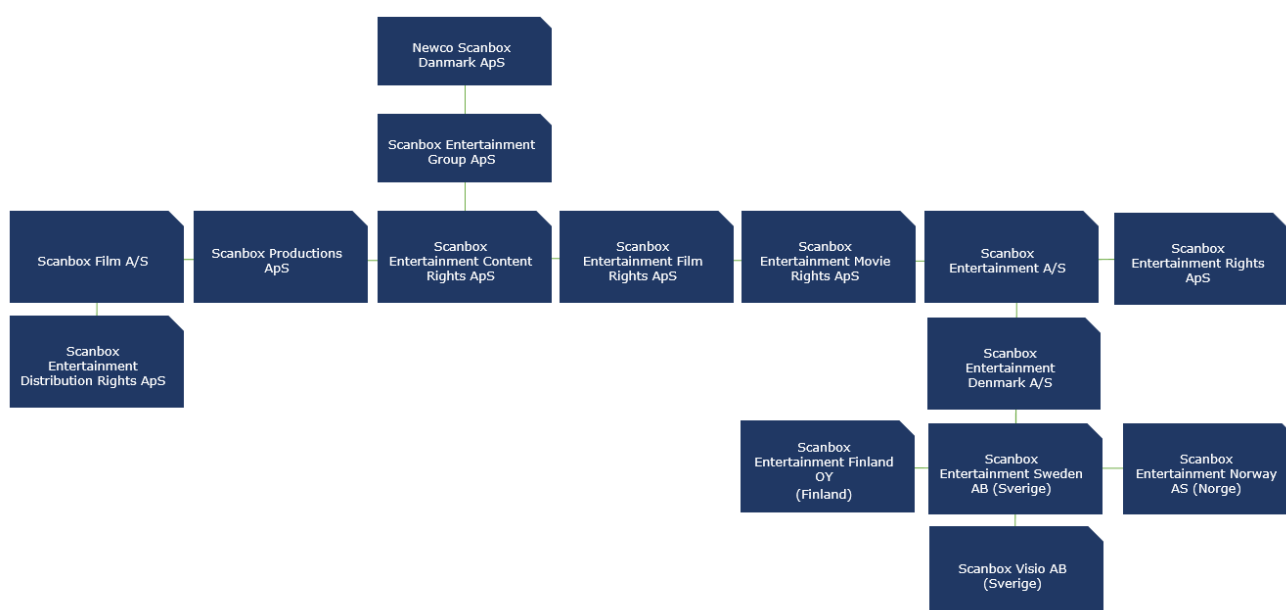 Newco Scanbox
Danmark ApS
Scanbox Entertainment
Group ApS
Scanbox Film A/S
Scanbox Productions
ApS
Scanbox
Entertainment Content
Rights ApS
Scanbox
Entertainment Film
Rights ApS
Scanbox
Entertainment Movie
Rights ApS
Scanbox
Entertainment A/S
Scanbox
Entertainment Rights
ApS
Scanbox
Entertainment
Distribution Rights ApS
Scanbox
Entertainment
Denmark A/S
Scanbox
Entertainment Finland
OY
(Finland)
Scanbox
Entertainment Sweden
AB (Sverige)
Scanbox
Entertainment Norway
AS (Norge)
Scanbox Visio AB
(Sverige)